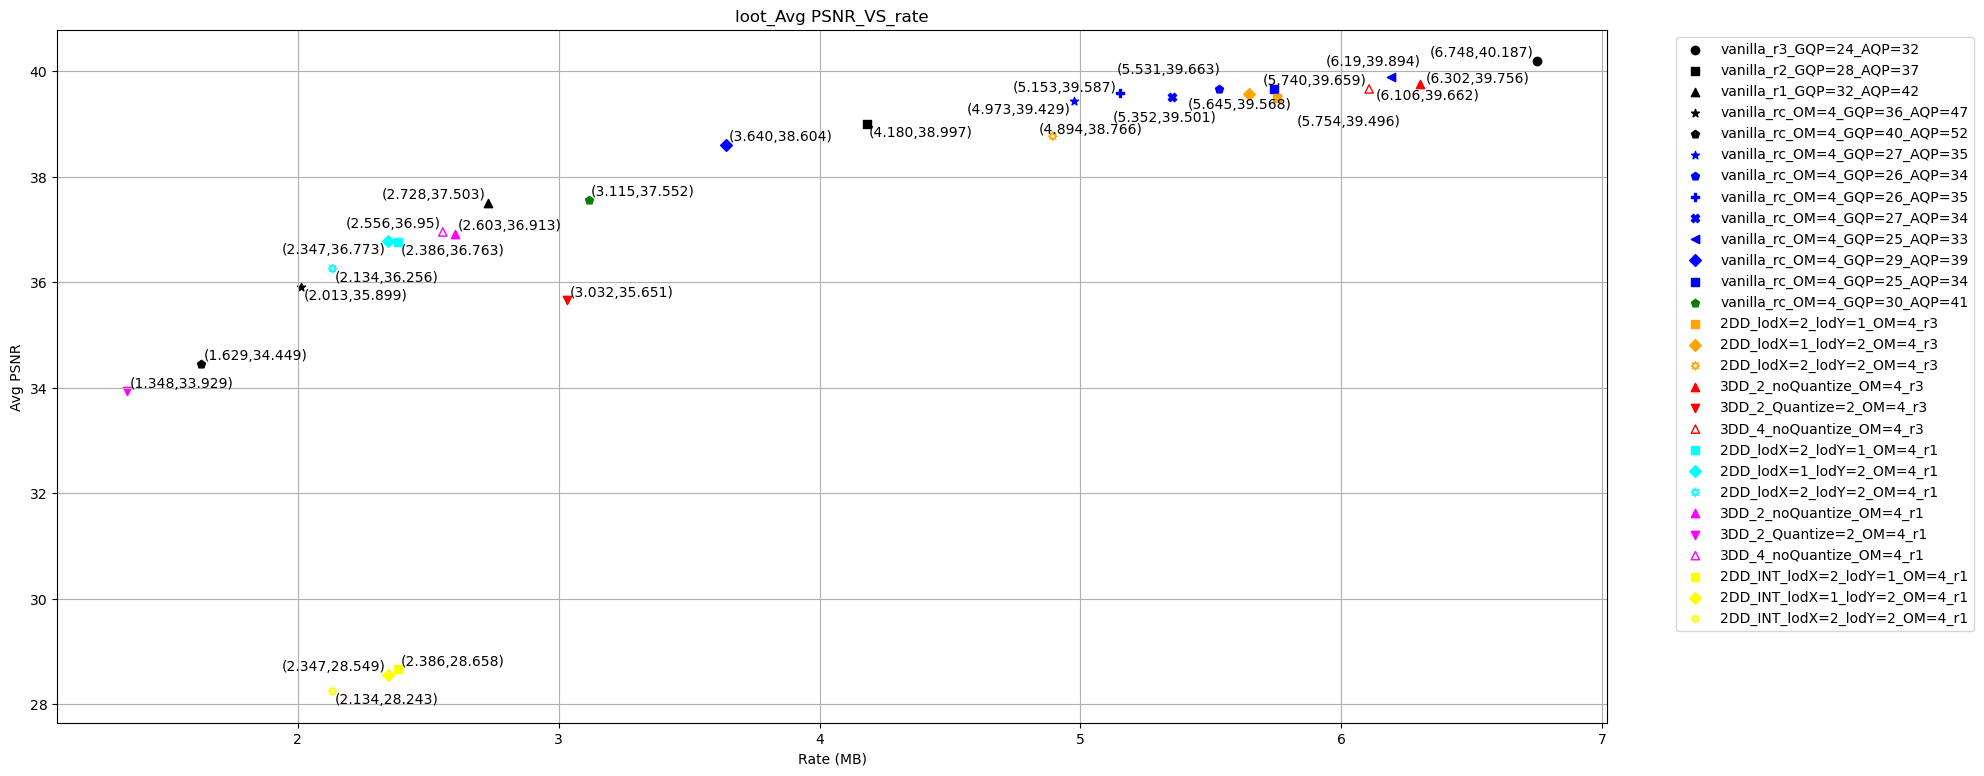 loot_Avg PSNR_VS_rate
(6.748,40.187)
(6.19,39.894)
(5.531,39.663)
(5.740,39.659)
(6.302,39.756)
(5.153,39.587)
(6.106,39.662)
(4.973,39.429)
(5.645,39.568)
(5.352,39.501)
(5.754,39.496)
(4.894,38.766)
(4.180,38.997)
(3.640,38.604)
(3.115,37.552)
(2.728,37.503)
(2.556,36.95)
(2.603,36.913)
(2.347,36.773)
(2.386,36.763)
(2.134,36.256)
(2.013,35.899)
(3.032,35.651)
(1.629,34.449)
(1.348,33.929)
(2.347,28.549)
(2.386,28.658)
(2.134,28.243)
40
38
36
34
32
30
28
Avg PSNR
2
3
4
5
6
7
Rate (MB)
vanilla_r3_GQP=24_AQP=32
vanilla_r2_GQP=28_AQP=37
vanilla_r1_GQP=32_AQP=42
vanilla_rc_OM=4_GQP=36_AQP=47
vanilla_rc_OM=4_GQP=40_AQP=52
vanilla_rc_OM=4_GQP=27_AQP=35
vanilla_rc_OM=4_GQP=26_AQP=34
vanilla_rc_OM=4_GQP=26_AQP=35
vanilla_rc_OM=4_GQP=27_AQP=34
vanilla_rc_OM=4_GQP=25_AQP=33
vanilla_rc_OM=4_GQP=29_AQP=39
vanilla_rc_OM=4_GQP=25_AQP=34
vanilla_rc_OM=4_GQP=30_AQP=41
2DD_lodX=2_lodY=1_OM=4_r3
2DD_lodX=1_lodY=2_OM=4_r3
2DD_lodX=2_lodY=2_OM=4_r3
3DD_2_noQuantize_OM=4_r3
3DD_2_Quantize=2_OM=4_r3
3DD_4_noQuantize_OM=4_r3
2DD_lodX=2_lodY=1_OM=4_r1
2DD_lodX=1_lodY=2_OM=4_r1
2DD_lodX=2_lodY=2_OM=4_r1
3DD_2_noQuantize_OM=4_r1
3DD_2_Quantize=2_OM=4_r1
3DD_4_noQuantize_OM=4_r1
2DD_INT_lodX=2_lodY=1_OM=4_r1
2DD_INT_lodX=1_lodY=2_OM=4_r1
2DD_INT_lodX=2_lodY=2_OM=4_r1